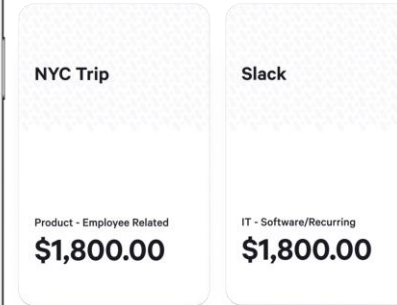 NYC Trip
Product - Employee Related
$1,800.00
Slack
IT - Software/Recurring
$1,800.00